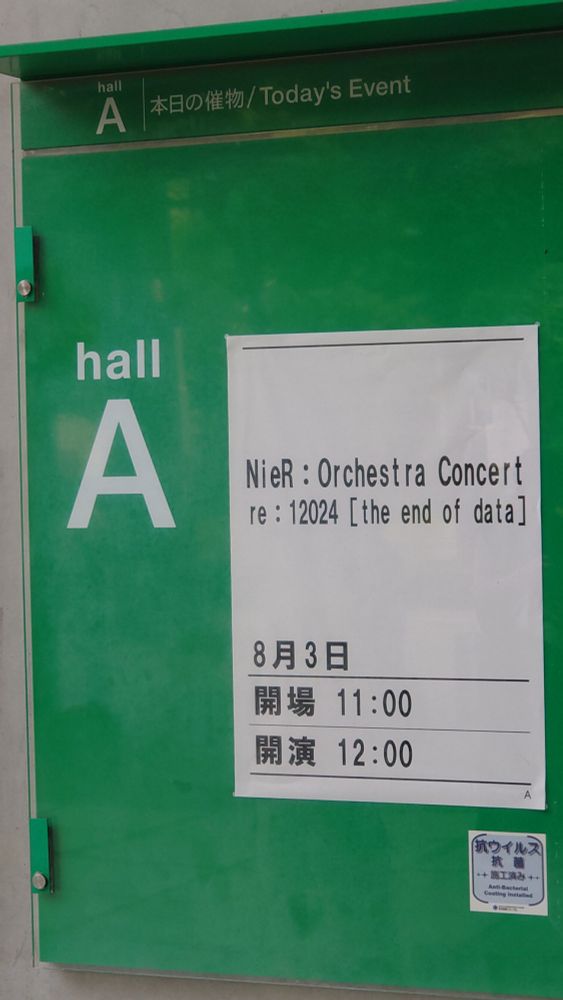 hall
A
本日の催物/Today's Event
hall
A
NieR:Orchestra Concert
re:12024 [the end of data]
8月3日
開場 11:00
開演 12:00
A
抗ウイルス
抗 菌
++施工済み++
Anti-Bacterial
Coating Installed